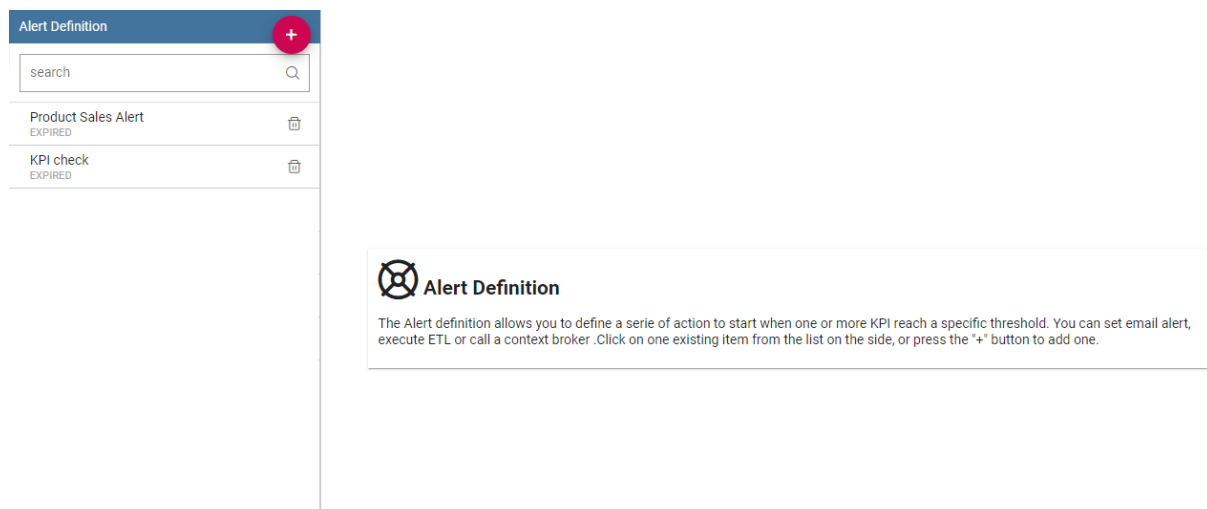 Alert Definition
+
search
Product Sales Alert
EXPIRED
KPI check
EXPIRED
Alert Definition
The Alert definition allows you to define a serie of action to start when one or more KPI reach a specific threshold. You can set email alert,
execute ETL or call a context broker .Click on one existing item from the list on the side, or press the "+" button to add one.